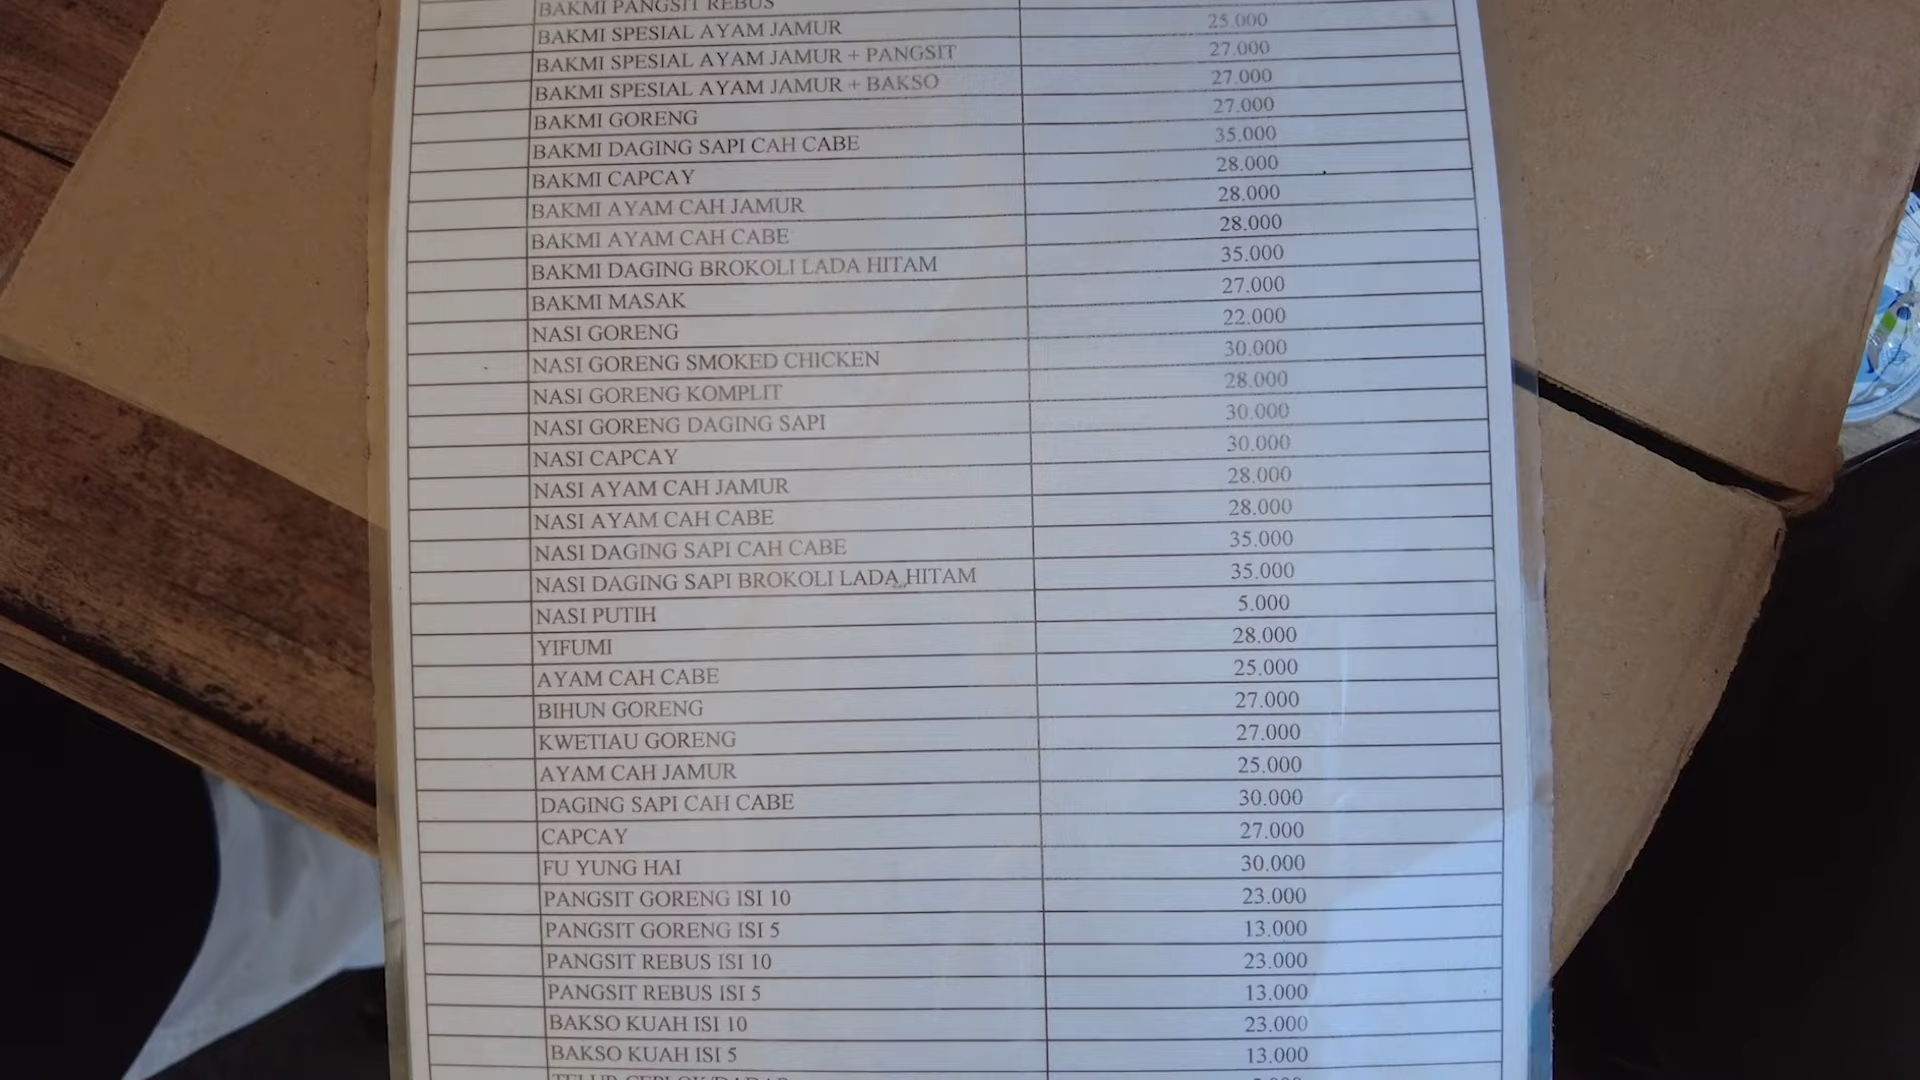 BAKMI PANGSIT REBUS
BAKMI SPESIAL AYAM JAMUR 25.000
BAKMI SPESIAL AYAM JAMUR + PANGSIT 27.000
BAKMI SPESIAL AYAM JAMUR + BAKSO 27.000
BAKMI GORENG 27.000
BAKMI DAGING SAPI CAH CABE 35.000
BAKMI CAPCAY 28.000
BAKMI AYAM CAH JAMUR 28.000
BAKMI AYAM CAH CABE 28.000
BAKMI DAGING BROKOLI LADA HITAM 35.000
BAKMI MASAK 27.000
NASI GORENG 22.000
NASI GORENG SMOKED CHICKEN 30.000
NASI GORENG KOMPLIT 28.000
NASI GORENG DAGING SAPI 30.000
NASI CAPCAY 30.000
NASI AYAM CAH JAMUR 28.000
NASI AYAM CAH CABE 28.000
NASI DAGING SAPI CAH CABE 35.000
NASI DAGING SAPI BROKOLI LADA HITAM 35.000
NASI PUTIH 5.000
YIFUMI 28.000
AYAM CAH CABE 25.000
BIHUN GORENG 27.000
KWETIAU GORENG 27.000
AYAM CAH JAMUR 25.000
DAGING SAPI CAH CABE 30.000
CAPCAY 27.000
FU YUNG HAI 30.000
PANGSIT GORENG ISI 10 23.000
PANGSIT GORENG ISI 5 13.000
PANGSIT REBUS ISI 10 23.000
PANGSIT REBUS ISI 5 13.000
BAKSO KUAH ISI 10 23.000
BAKSO KUAH ISI 5 13.000